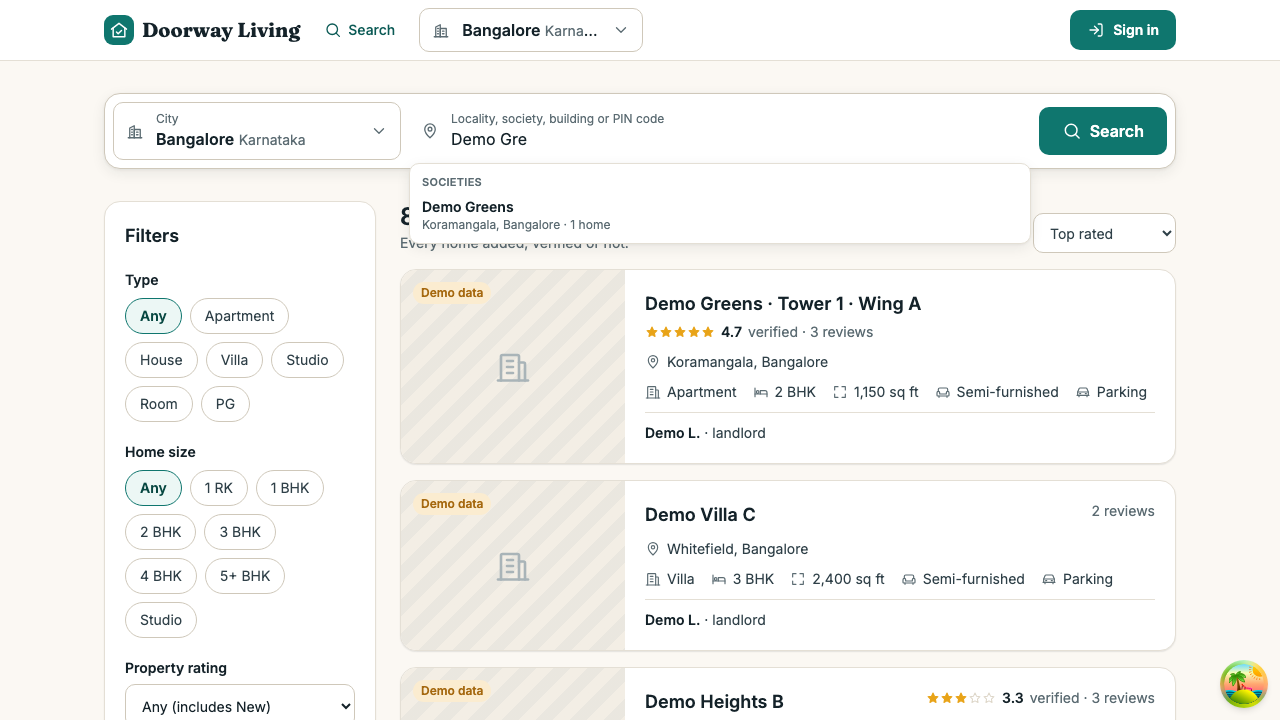 Doorway Living
Search
Bangalore Karna...
Sign in
City
Bangalore Karnataka
Locality, society, building or PIN code
Demo Gre
Search
SOCIETIES
Demo Greens
Koramangala, Bangalore · 1 home
Every home added, verified or not.
Top rated
Filters
Type
Any
Apartment
House
Villa
Studio
Room
PG
Home size
Any
1 RK
1 BHK
2 BHK
3 BHK
4 BHK
5+ BHK
Studio
Property rating
Any (includes New)
Demo data
Demo Greens · Tower 1 · Wing A
4.7 verified · 3 reviews
Koramangala, Bangalore
Apartment 2 BHK 1,150 sq ft Semi-furnished Parking
Demo L. · landlord
Demo data
Demo Villa C
2 reviews
Whitefield, Bangalore
Villa 3 BHK 2,400 sq ft Semi-furnished Parking
Demo L. · landlord
Demo data
Demo Heights B
3.3 verified · 3 reviews